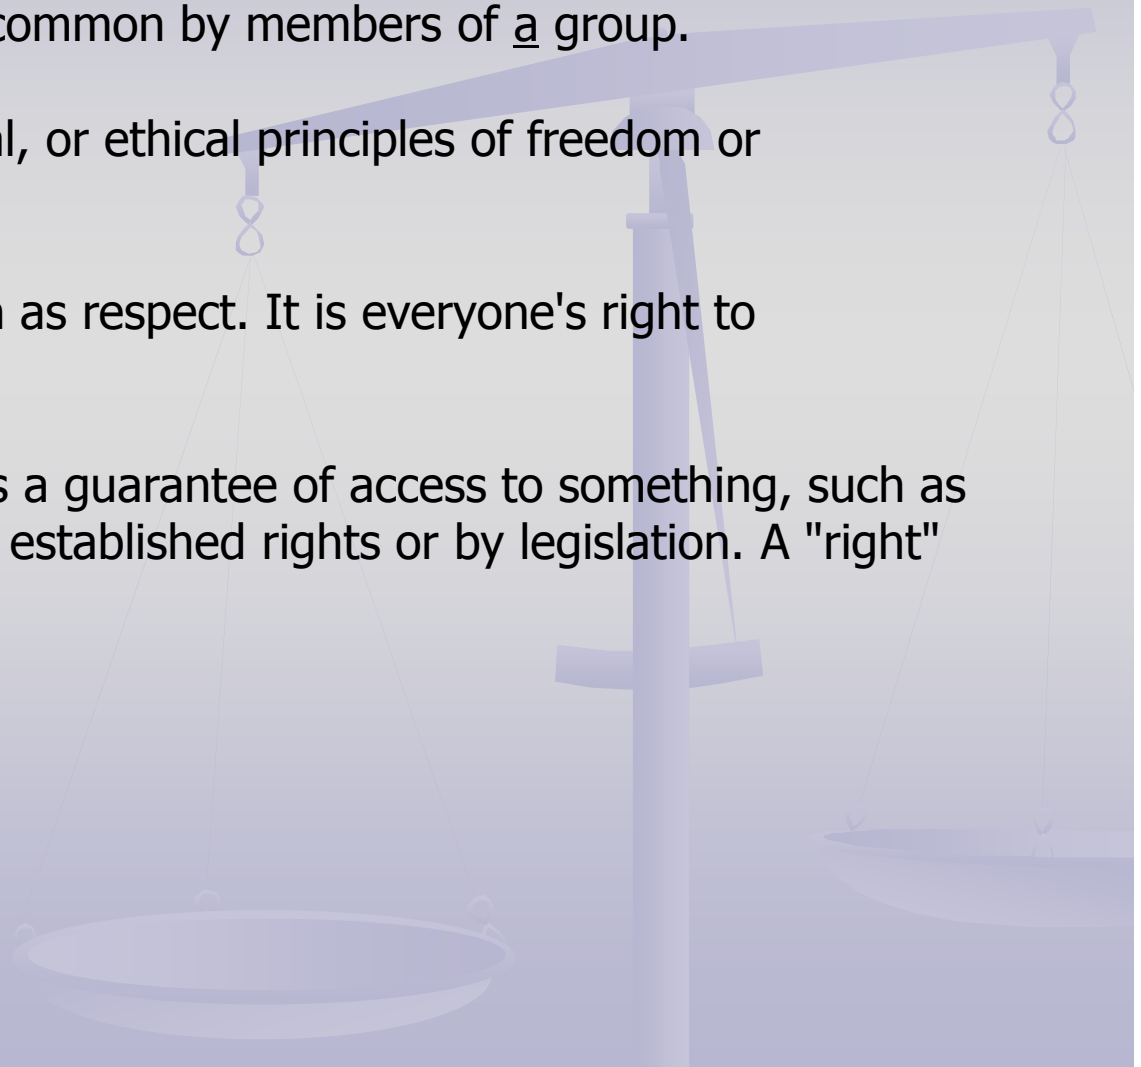 common by members of a group.
or ethical principles of freedom or
as respect. It is everyone's right to
a guarantee of access to something, such as
established rights or by legislation. A "right"